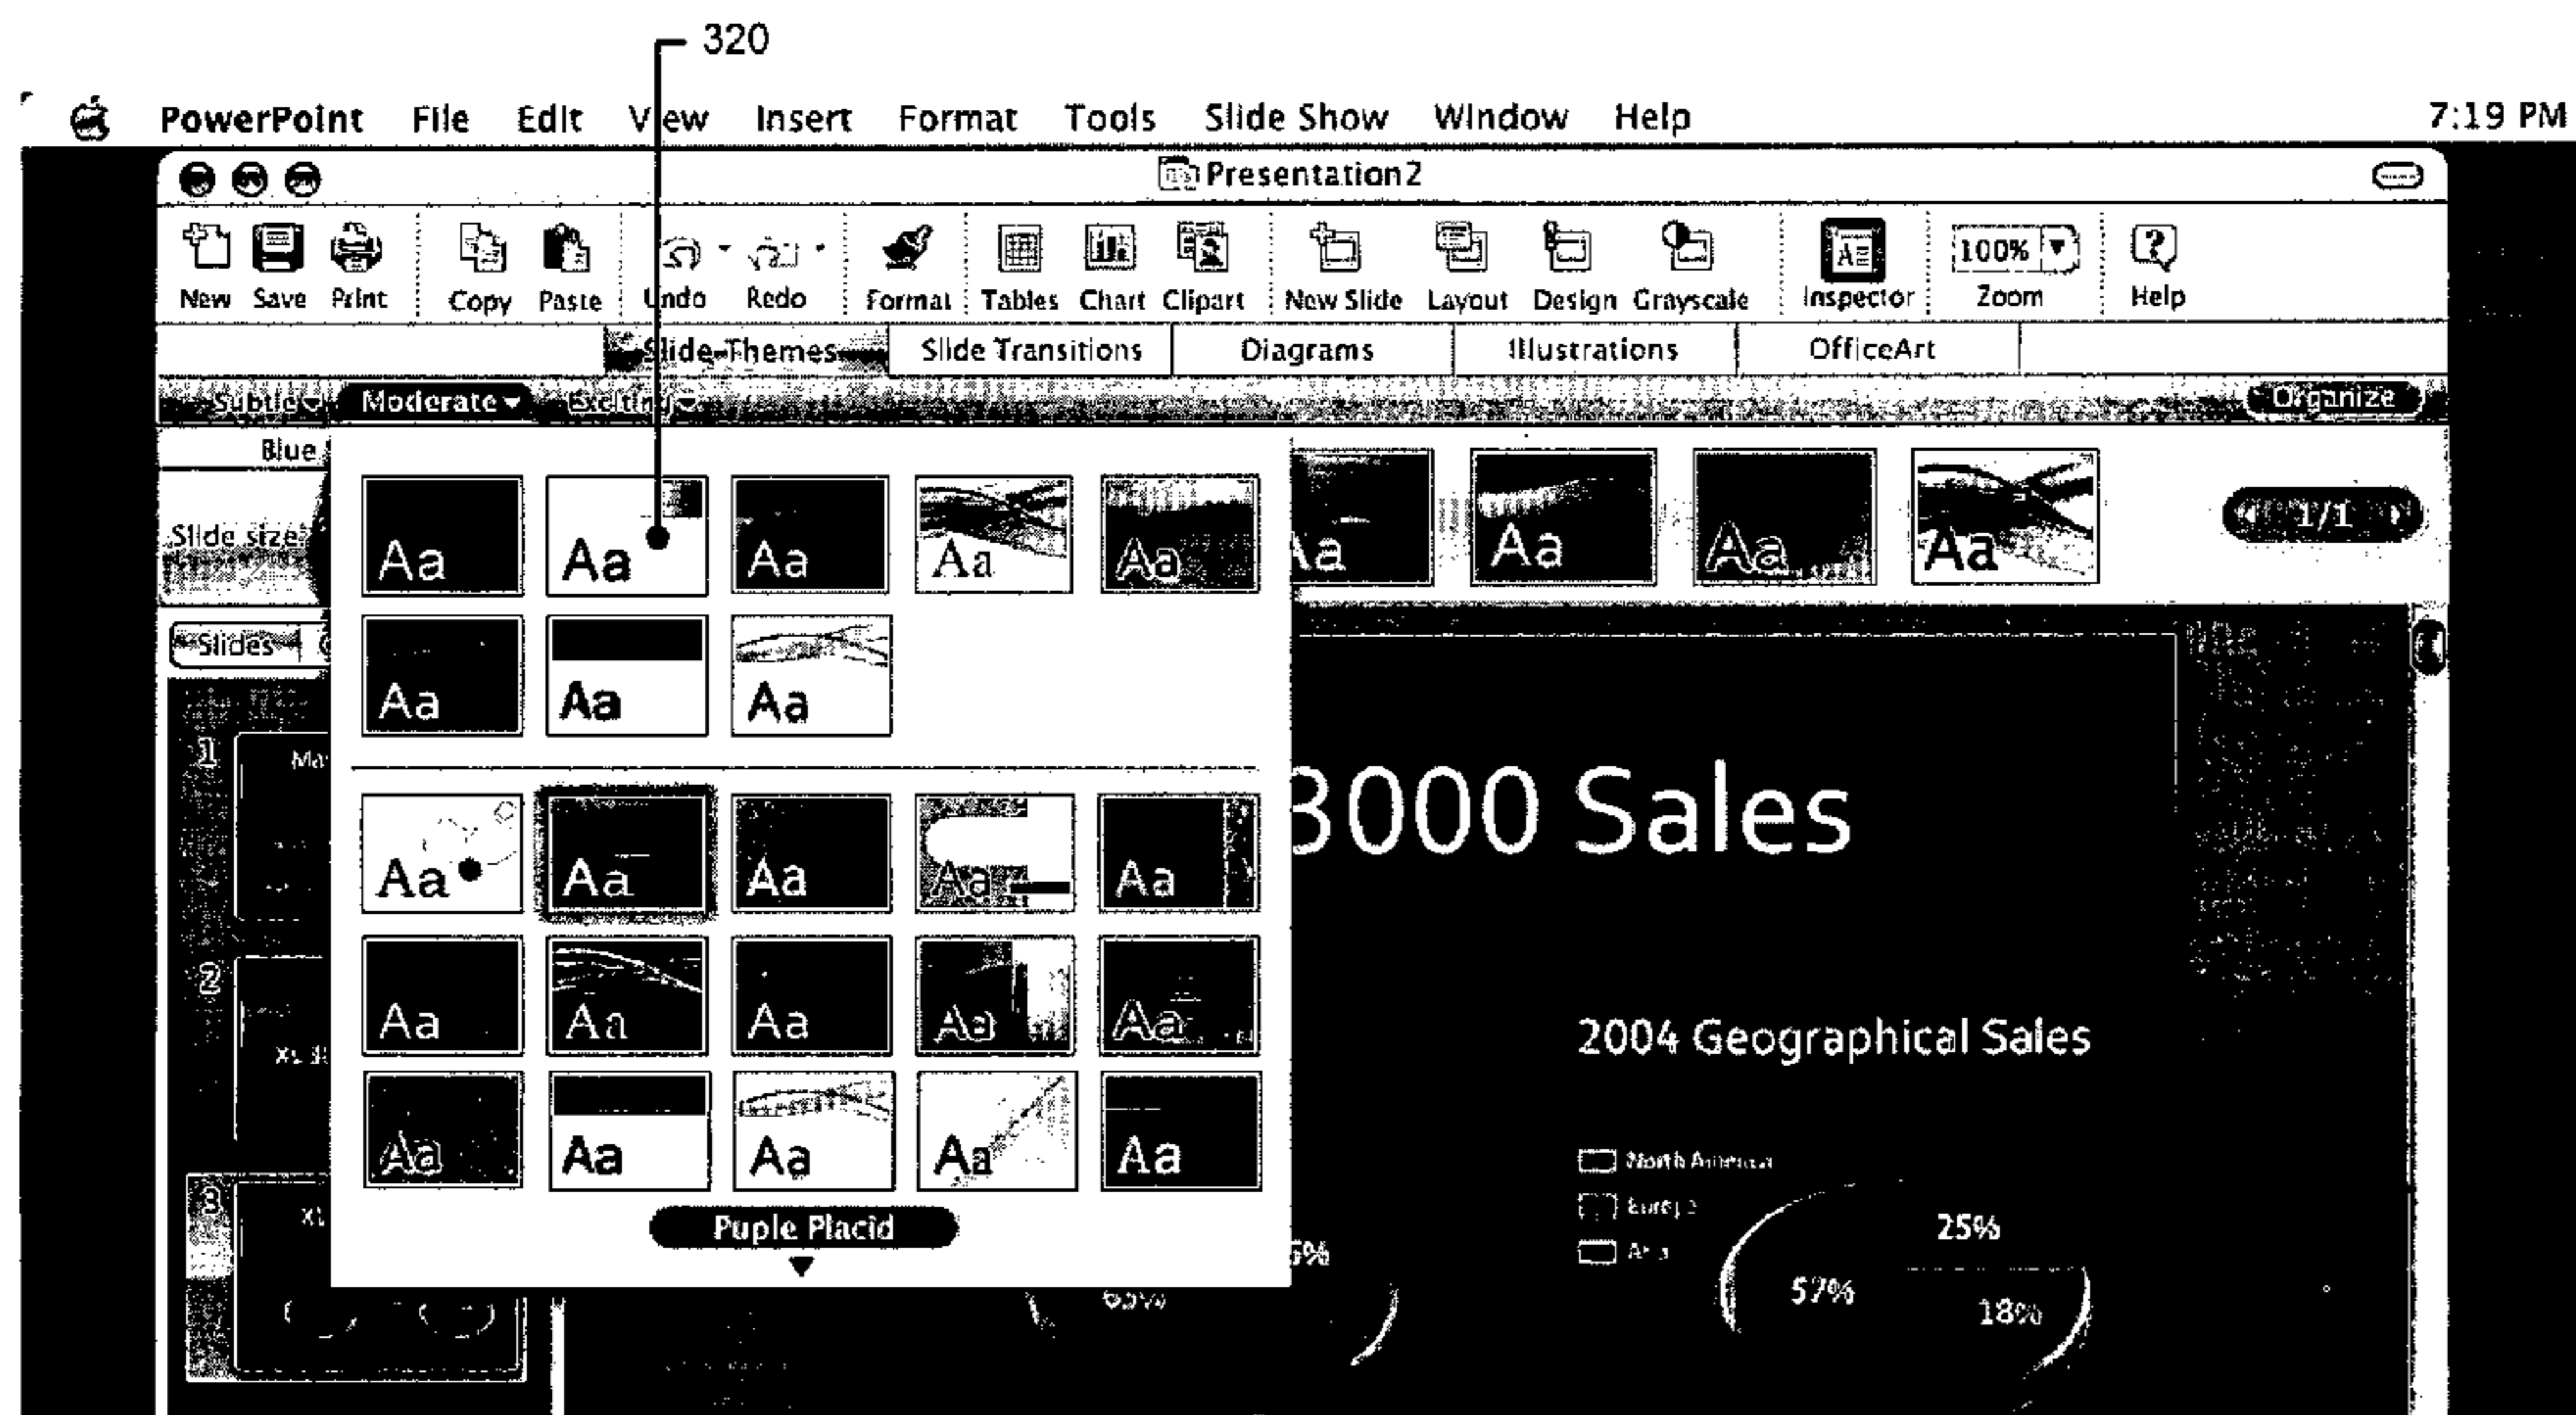 320
PowerPoint File Edit View Insert Format Tools Slide Show Window Help 7:19 PM
Presentation2
New Save Print Copy Paste Undo Redo Format Tables Chart Clipart New Slide Layout Design Grayscale Inspector 100% Zoom Help
Slide Themes Slide Transitions Diagrams Illustrations OfficeArt
Subtle Moderate Exciting Organize
Blue
Slide size:
Aa Aa Aa Aa Aa Aa Aa Aa Aa 1/1
Slides
Aa Aa Aa
1
3000 Sales
Aa Aa Aa Aa Aa
2
Aa Aa Aa Aa Aa
2004 Geographical Sales
Aa Aa Aa Aa Aa
North America
3
Europe
Puple Placid
25%
57%
18%